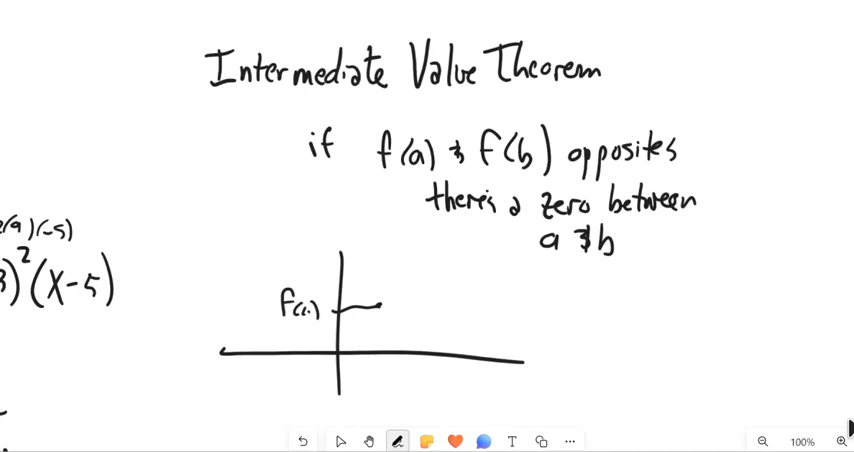 Intermediate Value Theorem
if f(a) & f(b) opposites
there's a zero between
a & b
)(-5)
)²(x-5)
f(a)
T
100%